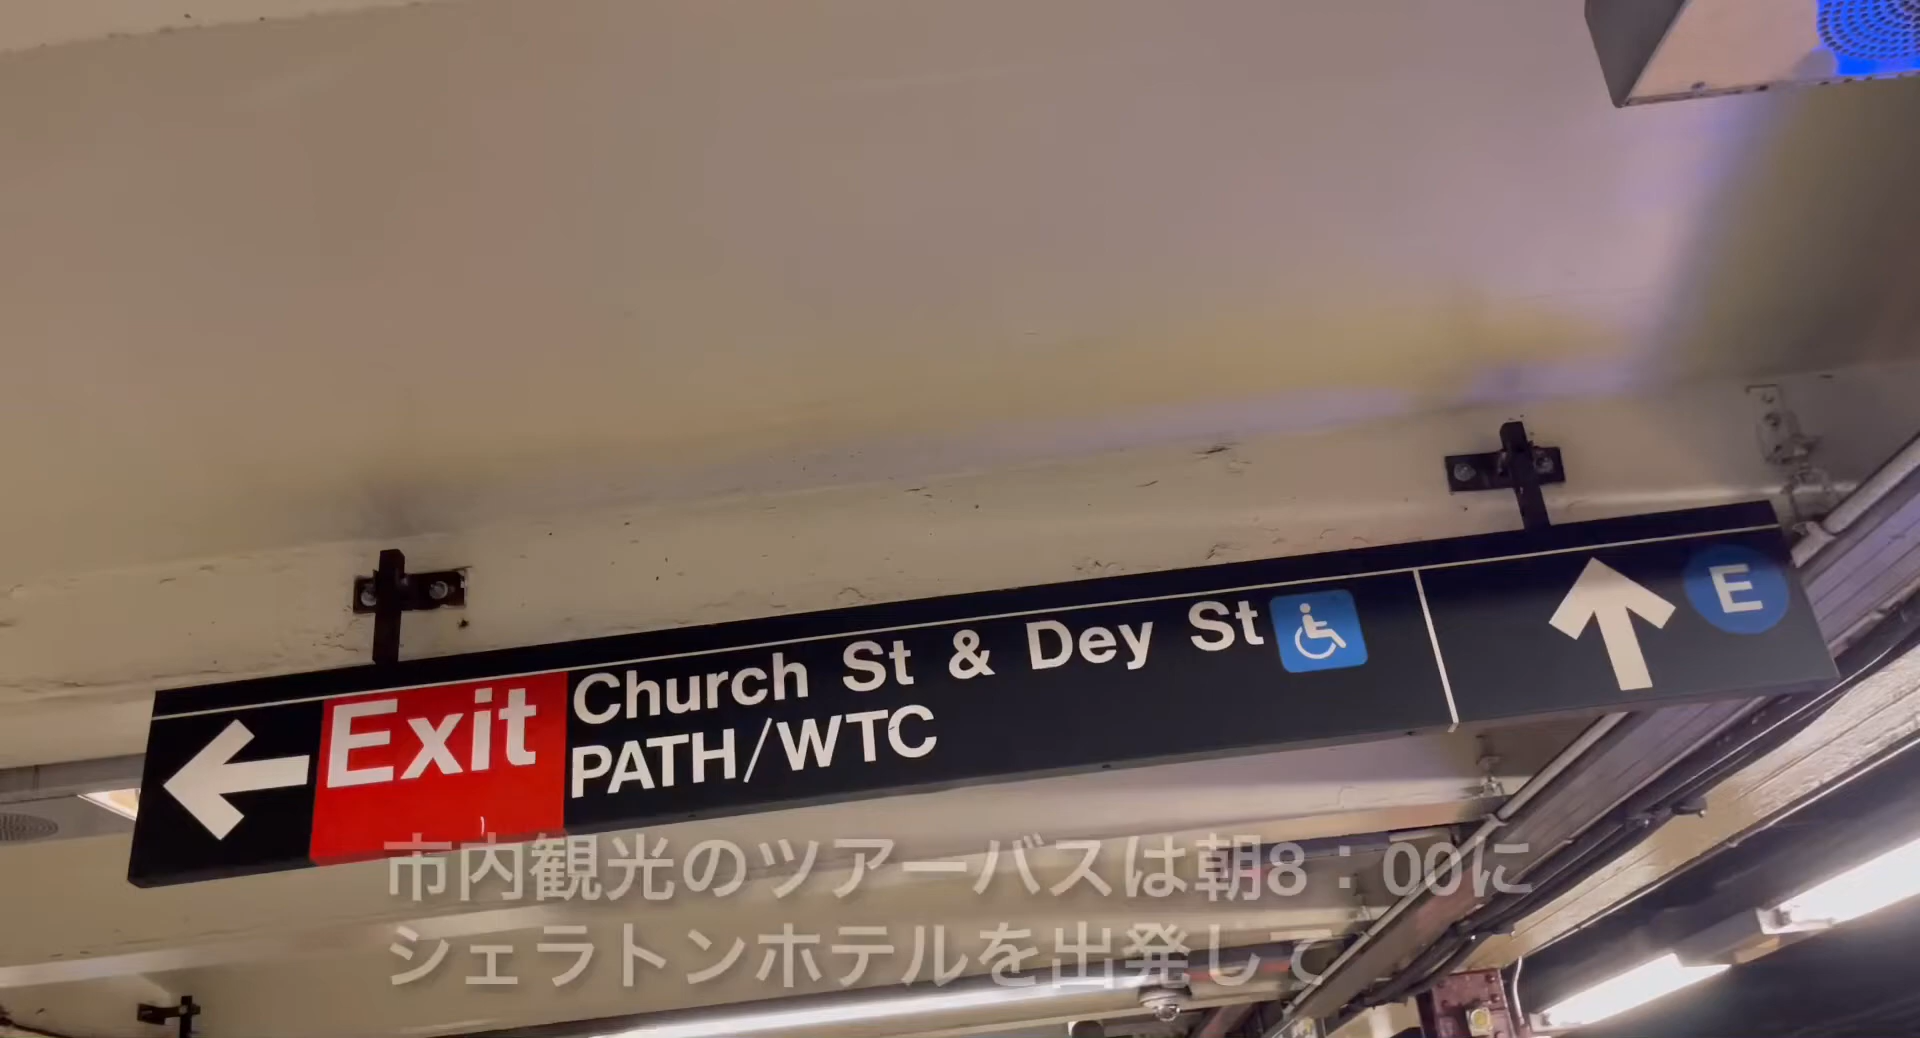 Exit
Church St & Dey St
PATH/WTC
E
市内観光のツアーバスは朝8：00に
シェラトンホテルを出発して